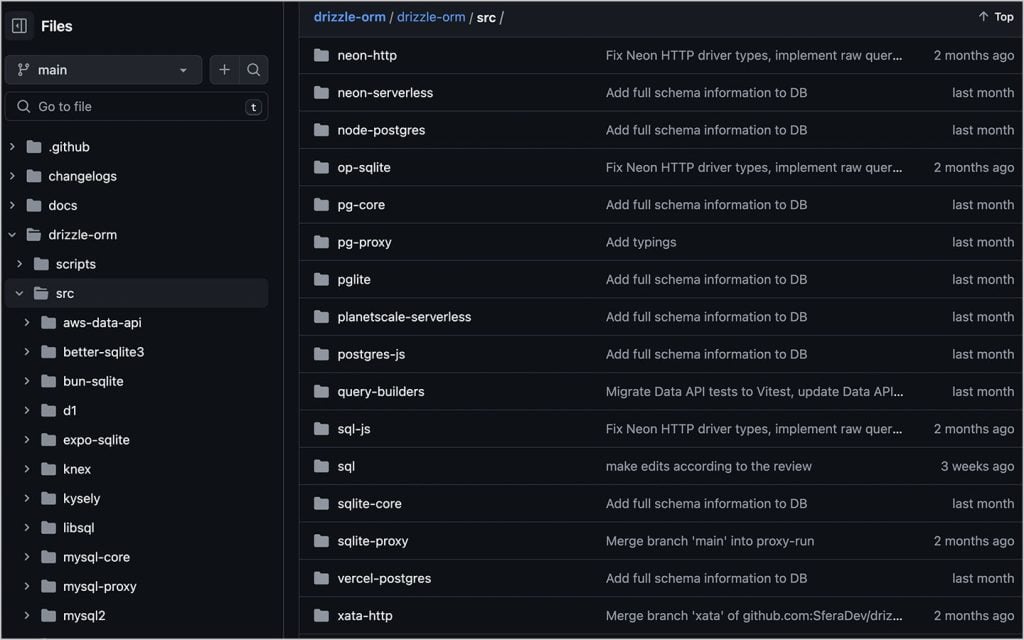 Files
main
Go to file
t
.github
changelogs
docs
drizzle-orm
scripts
src
aws-data-api
better-sqlite3
bun-sqlite
d1
expo-sqlite
knex
kysely
libsql
mysql-core
mysql-proxy
mysql2
drizzle-orm / drizzle-orm / src / Top
neon-http Fix Neon HTTP driver types, implement raw quer... 2 months ago
neon-serverless Add full schema information to DB last month
node-postgres Add full schema information to DB last month
op-sqlite Fix Neon HTTP driver types, implement raw quer... 2 months ago
pg-core Add full schema information to DB last month
pg-proxy Add typings last month
pglite Add full schema information to DB last month
planetscale-serverless Add full schema information to DB last month
postgres-js Add full schema information to DB last month
query-builders Migrate Data API tests to Vitest, update Data API... last month
sql-js Fix Neon HTTP driver types, implement raw quer... 2 months ago
sql make edits according to the review 3 weeks ago
sqlite-core Add full schema information to DB last month
sqlite-proxy Merge branch 'main' into proxy-run 2 months ago
vercel-postgres Add full schema information to DB last month
xata-http Merge branch 'xata' of github.com:SferaDev/driz... 2 months ago